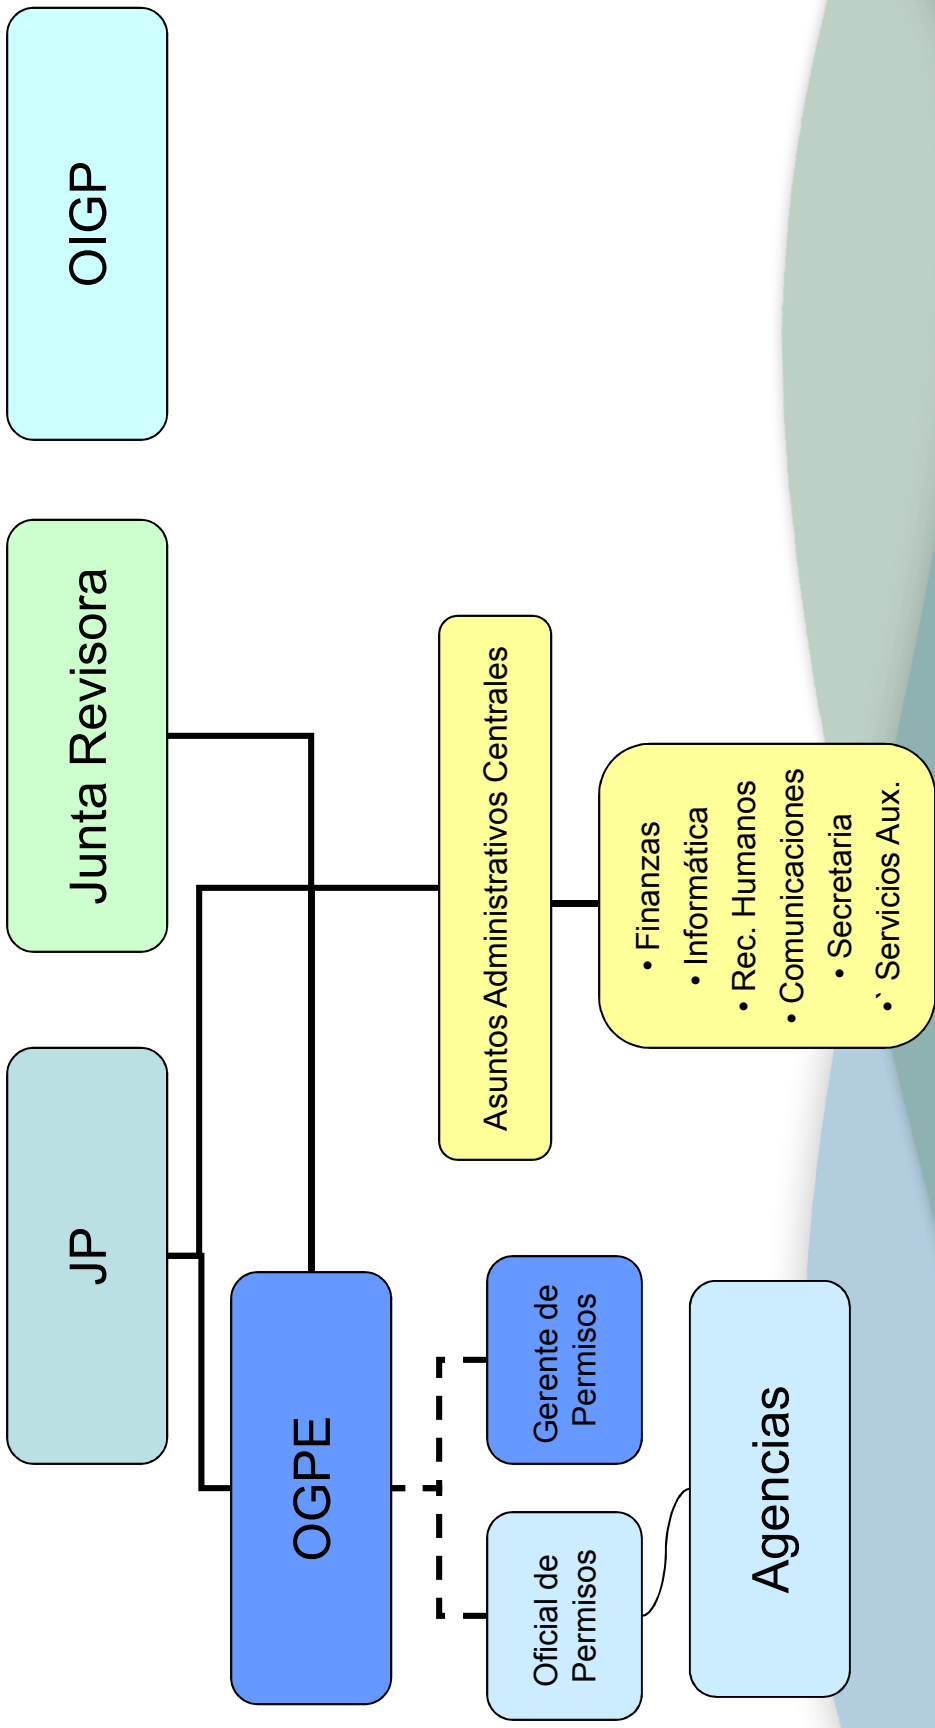 JP
Junta Revisora
OIGP
OGPE
Asuntos Administrativos Centrales
Oficial de
Permisos
Gerente de
Permisos
• Finanzas
• Informática
• Rec. Humanos
• Comunicaciones
• Secretaria
•` Servicios Aux.
Agencias